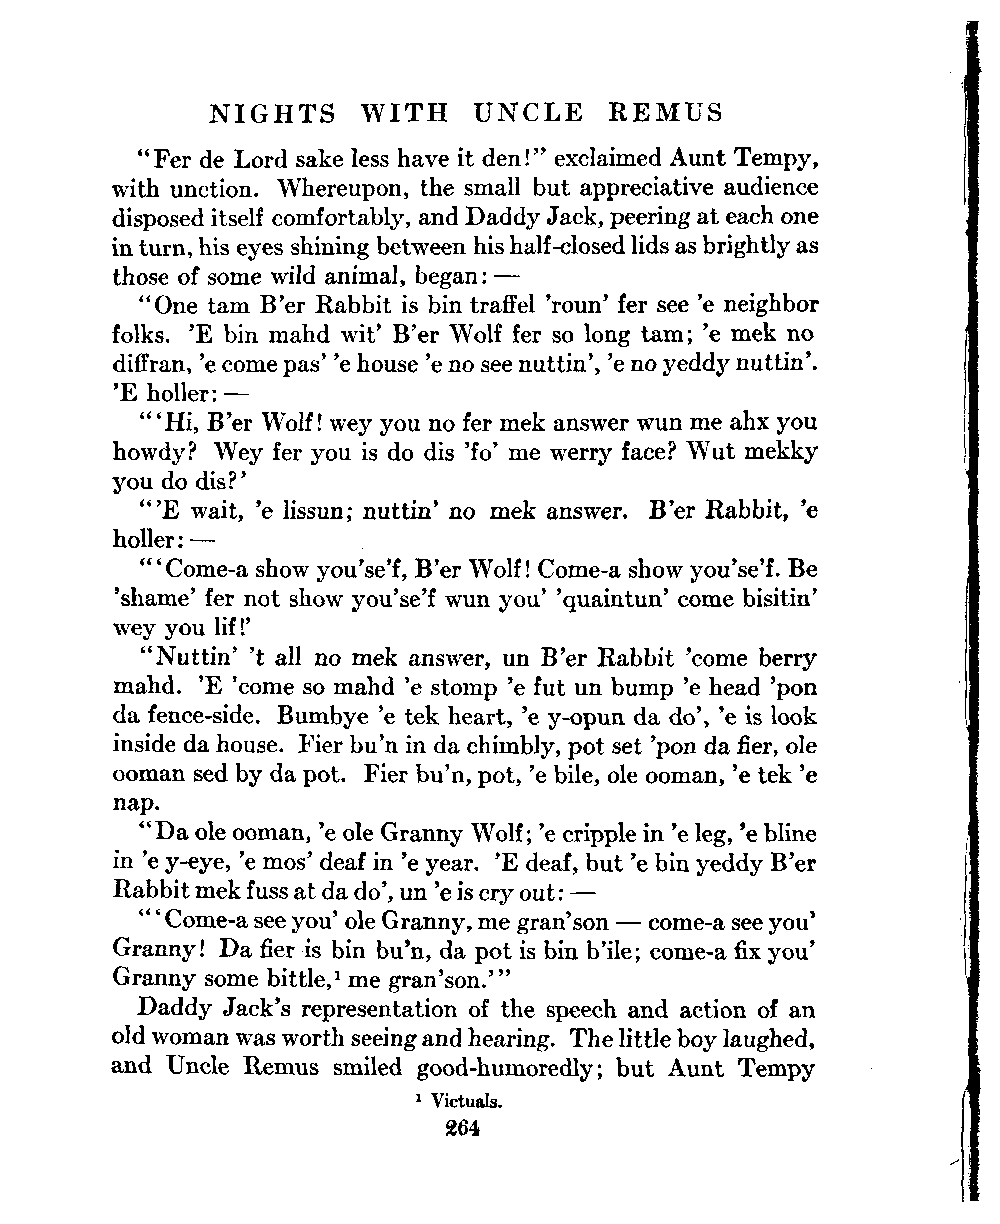 NIGHTS WITH UNCLE REMUS
“Fer de Lord sake less have it den!” exclaimed Aunt Tempy,
with unction. Whereupon, the small but appreciative audience
disposed itself comfortably, and Daddy Jack, peering at each one
in turn, his eyes shining between his half-closed lids as brightly as
those of some wild animal, began: —
“One tam B’er Rabbit is bin traffel ’roun’ fer see ’e neighbor
folks. ’E bin mahd wit’ B’er Wolf fer so long tam; ’e mek no
diffran, ’e come pas’ ’e house ’e no see nuttin’, ’e no yeddy nuttin’.
’E holler: —
“‘Hi, B’er Wolf! wey you no fer mek answer wun me ahx you
howdy? Wey fer you is do dis ’fo’ me werry face? Wut mekky
you do dis?’
“’E wait, ’e lissun; nuttin’ no mek answer. B’er Rabbit, ’e
holler: —
“‘Come-a show you’se’f, B’er Wolf! Come-a show you’se’f. Be
’shame’ fer not show you’se’f wun you’ ’quaintun’ come bisitin’
wey you lif!’
“Nuttin’ ’t all no mek answer, un B’er Rabbit ’come berry
mahd. ’E ’come so mahd ’e stomp ’e fut un bump ’e head ’pon
da fence-side. Bumbye ’e tek heart, ’e y-opun da do’, ’e is look
inside da house. Fier bu’n in da chimbly, pot set ’pon da fier, ole
ooman sed by da pot. Fier bu’n, pot, ’e bile, ole ooman, ’e tek ’e
nap.
“Da ole ooman, ’e ole Granny Wolf; ’e cripple in ’e leg, ’e bline
in ’e y-eye, ’e mos’ deaf in ’e year. ’E deaf, but ’e bin yeddy B’er
Rabbit mek fuss at da do’, un ’e is cry out: —
“‘Come-a see you’ ole Granny, me gran’son — come-a see you’
Granny! Da fier is bin bu’n, da pot is bin b’ile; come-a fix you’
Granny some bittle,¹ me gran’son.’”
Daddy Jack’s representation of the speech and action of an
old woman was worth seeing and hearing. The little boy laughed,
and Uncle Remus smiled good-humoredly; but Aunt Tempy
¹ Victuals.
264